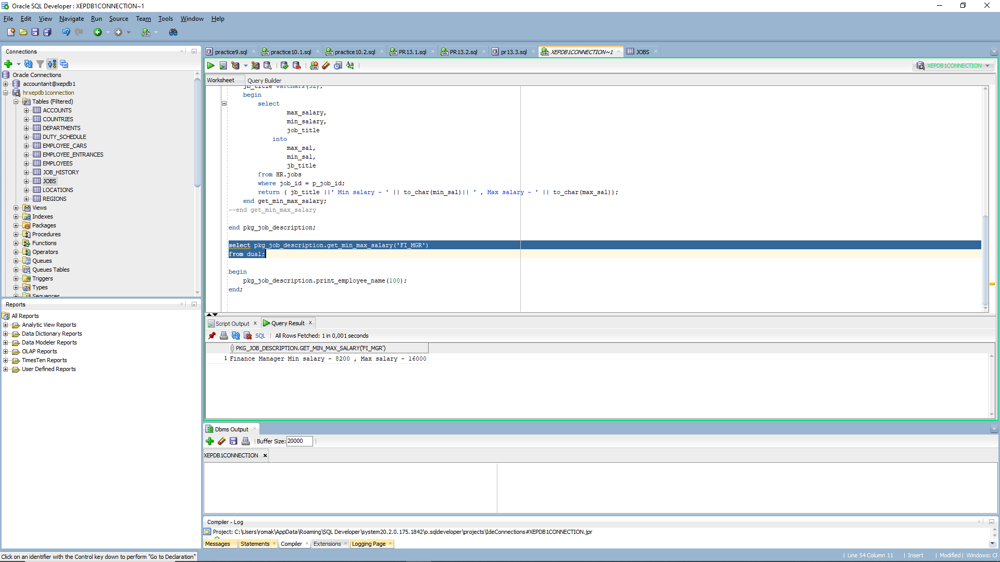 Oracle SQL Developer : XEPDB1CONNECTION~1
File Edit View Navigate Run Source Team Tools Window Help
Connections
Oracle Connections
accountant@xepdb1
hrxepdb1connection
Tables (Filtered)
ACCOUNTS
COUNTRIES
DEPARTMENTS
DUTY_SCHEDULE
EMPLOYEE_CARS
EMPLOYEE_ENTRANCES
EMPLOYEES
JOB_HISTORY
JOBS
LOCATIONS
REGIONS
Views
Indexes
Packages
Procedures
Functions
Operators
Queues
Queues Tables
Triggers
Types
Sequences
Reports
All Reports
Analytic View Reports
Data Dictionary Reports
Data Modeler Reports
OLAP Reports
TimesTen Reports
User Defined Reports
practice9.sql practice10.1.sql practice10.2.sql PR13.1.sql PR13.2.sql pr13.3.sql XEPDB1CONNECTION~1 JOBS
XEPDB1CONNECTION
Worksheet Query Builder
jb_title varchar2(32);
begin
select
max_salary,
min_salary,
job_title
into
max_sal,
min_sal,
jb_title
from HR.jobs
where job_id = p_job_id;
return ( jb_title ||' Min salary - ' || to_char(min_sal)|| ' , Max salary - ' || to_char(max_sal));
end get_min_max_salary;
--end get_min_max_salary
end pkg_job_description;
select pkg_job_description.get_min_max_salary('FI_MGR')
from dual;
begin
pkg_job_description.print_employee_name(100);
end;
Script Output Query Result
SQL All Rows Fetched: 1 in 0,001 seconds
PKG_JOB_DESCRIPTION.GET_MIN_MAX_SALARY('FI_MGR')
1 Finance Manager Min salary - 8200 , Max salary - 16000
Dbms Output
Buffer Size: 20000
XEPDB1CONNECTION
Compiler - Log
Project: C:\Users\romak\AppData\Roaming\SQL Developer\system20.2.0.175.1842\o.sqldeveloper\projects\IdeConnections#XEPDB1CONNECTION.jpr
Messages Statements Compiler Extensions Logging Page
Click on an identifier with the Control key down to perform "Go to Declaration"
Line 54 Column 11 Insert Modified Windows: CF